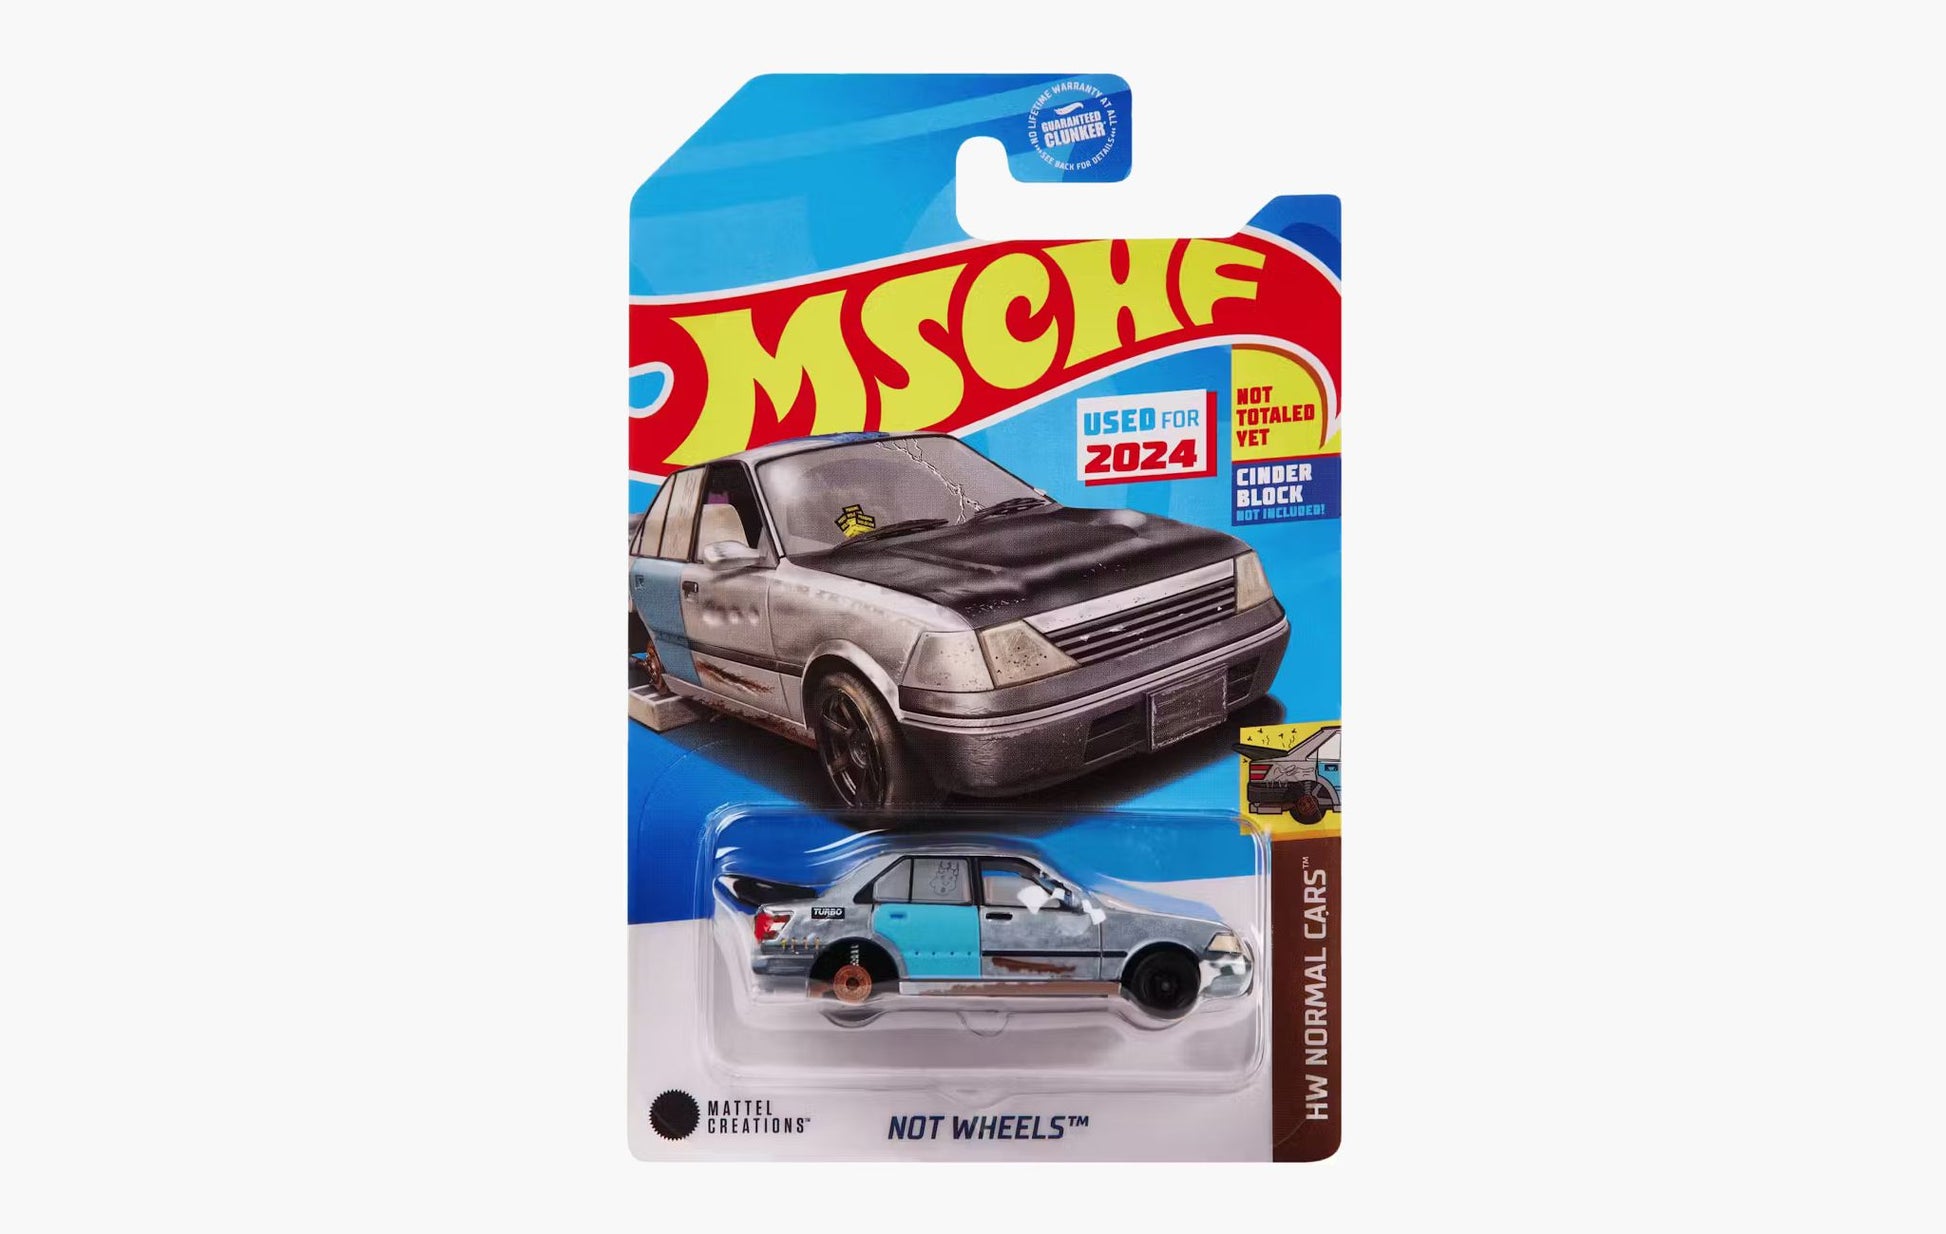 NO LIFETIME WARRANTY AT ALL
GUARANTEED
CLUNKER
SEE BACK FOR DETAILS
MSCHF
USED FOR
2024
NOT
TOTALED
YET
CINDER
BLOCK
NOT INCLUDED!
TURBO
HW NORMAL CARS™
MATTEL
CREATIONS™
NOT WHEELS™